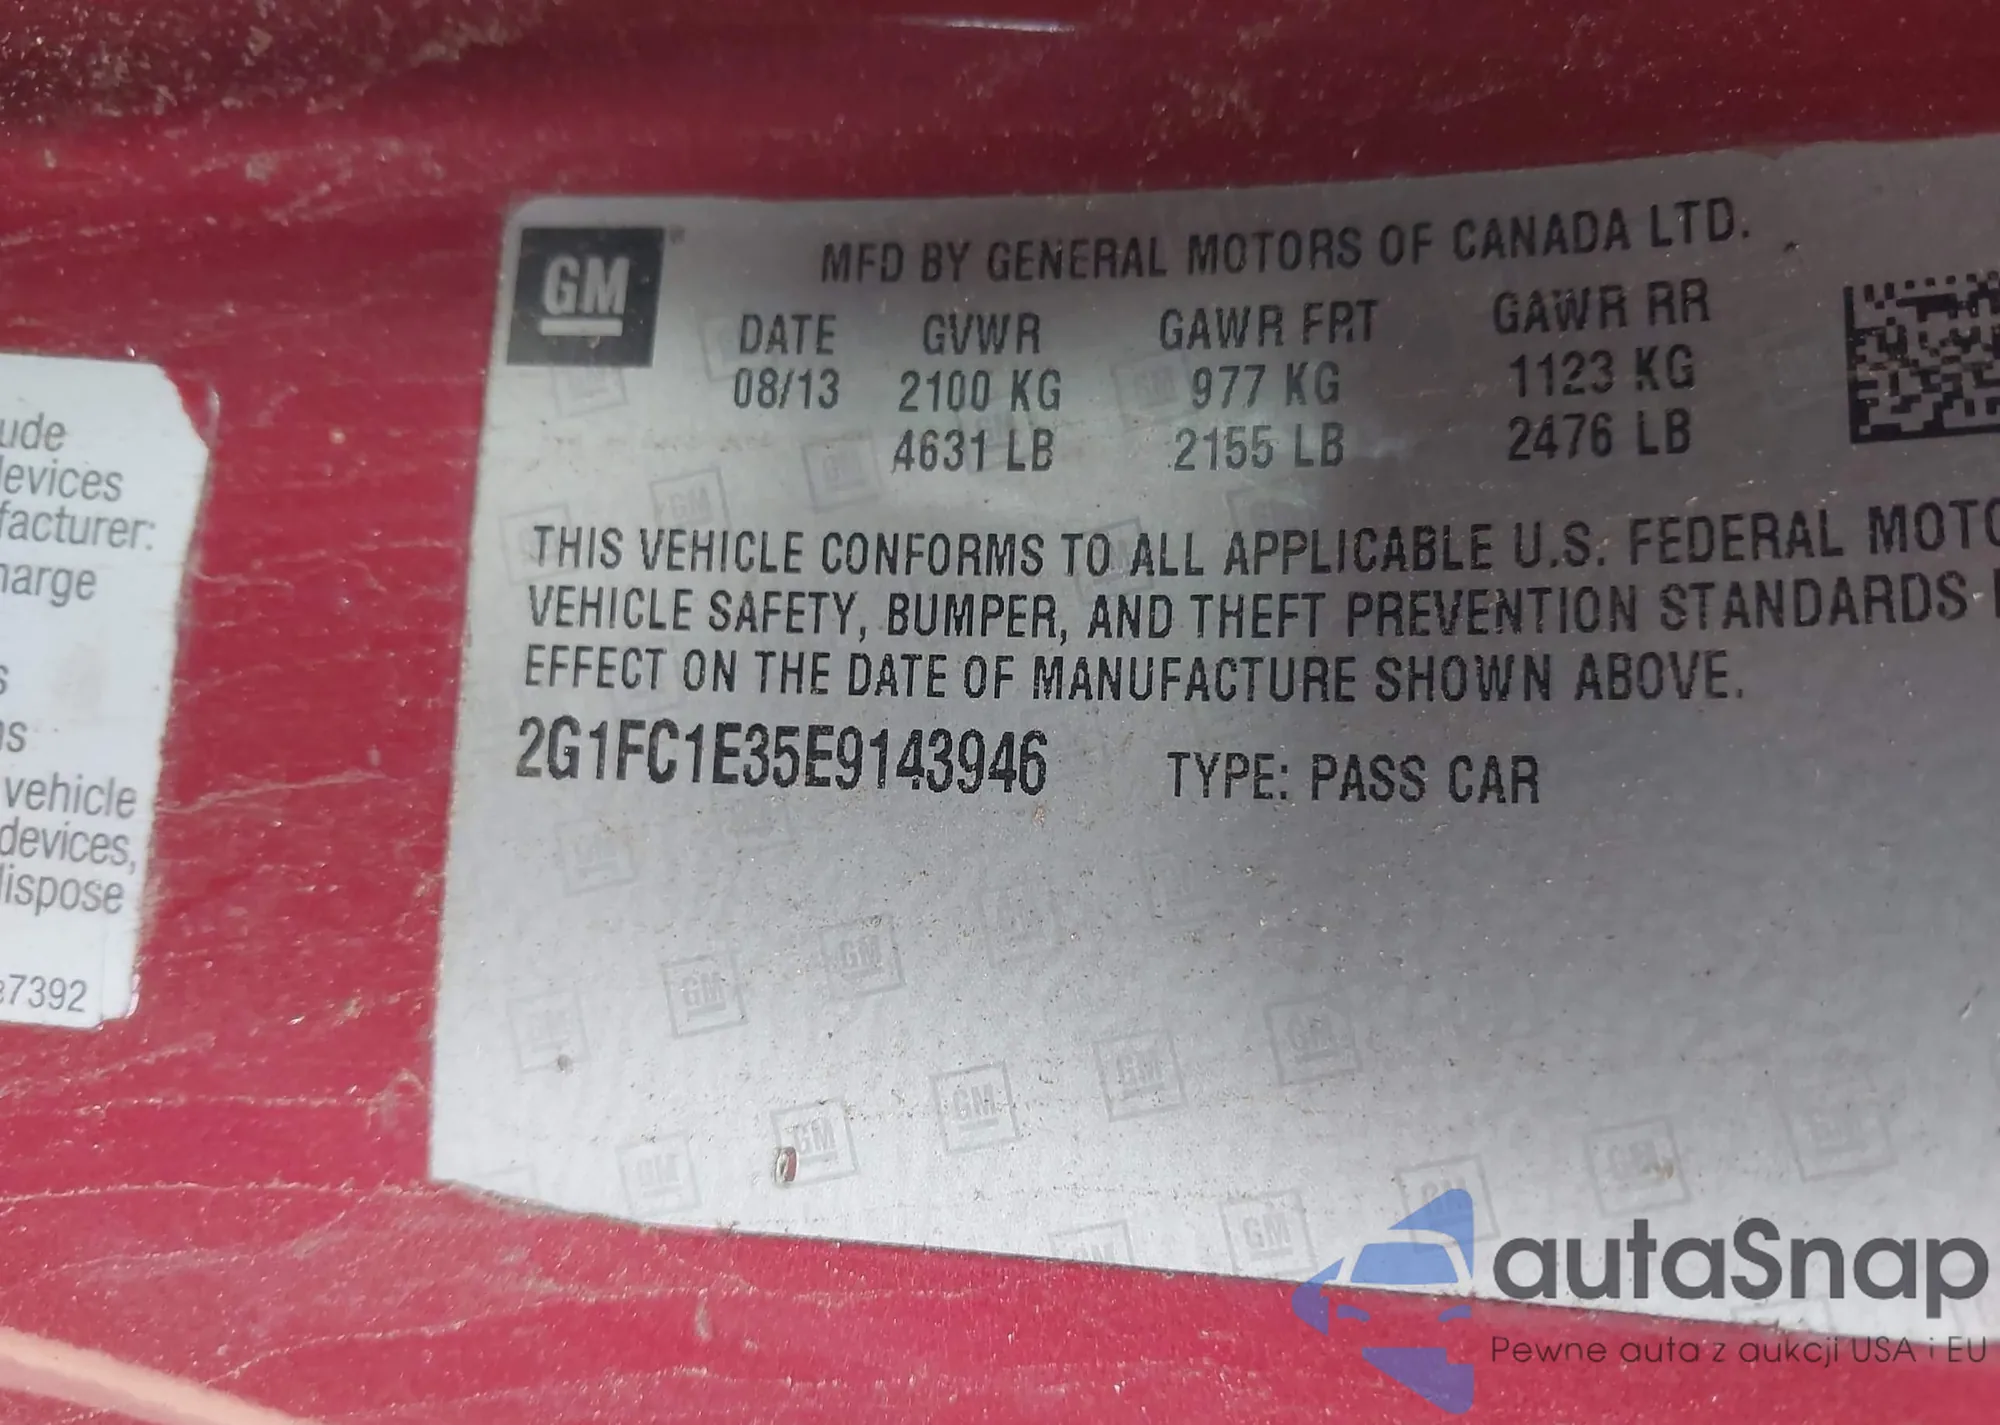 GM
MFD BY GENERAL MOTORS OF CANADA LTD.
DATE GVWR GAWR FRT GAWR RR
08/13 2100 KG 977 KG 1123 KG
4631 LB 2155 LB 2476 LB
THIS VEHICLE CONFORMS TO ALL APPLICABLE U.S. FEDERAL MOTO
VEHICLE SAFETY, BUMPER, AND THEFT PREVENTION STANDARDS
EFFECT ON THE DATE OF MANUFACTURE SHOWN ABOVE.
2G1FC1E35E9143946 TYPE: PASS CAR
ude
devices
facturer:
harge
s
ns
vehicle
devices,
dispose
7392
autaSnap
Pewne auta z aukcji USA i EU